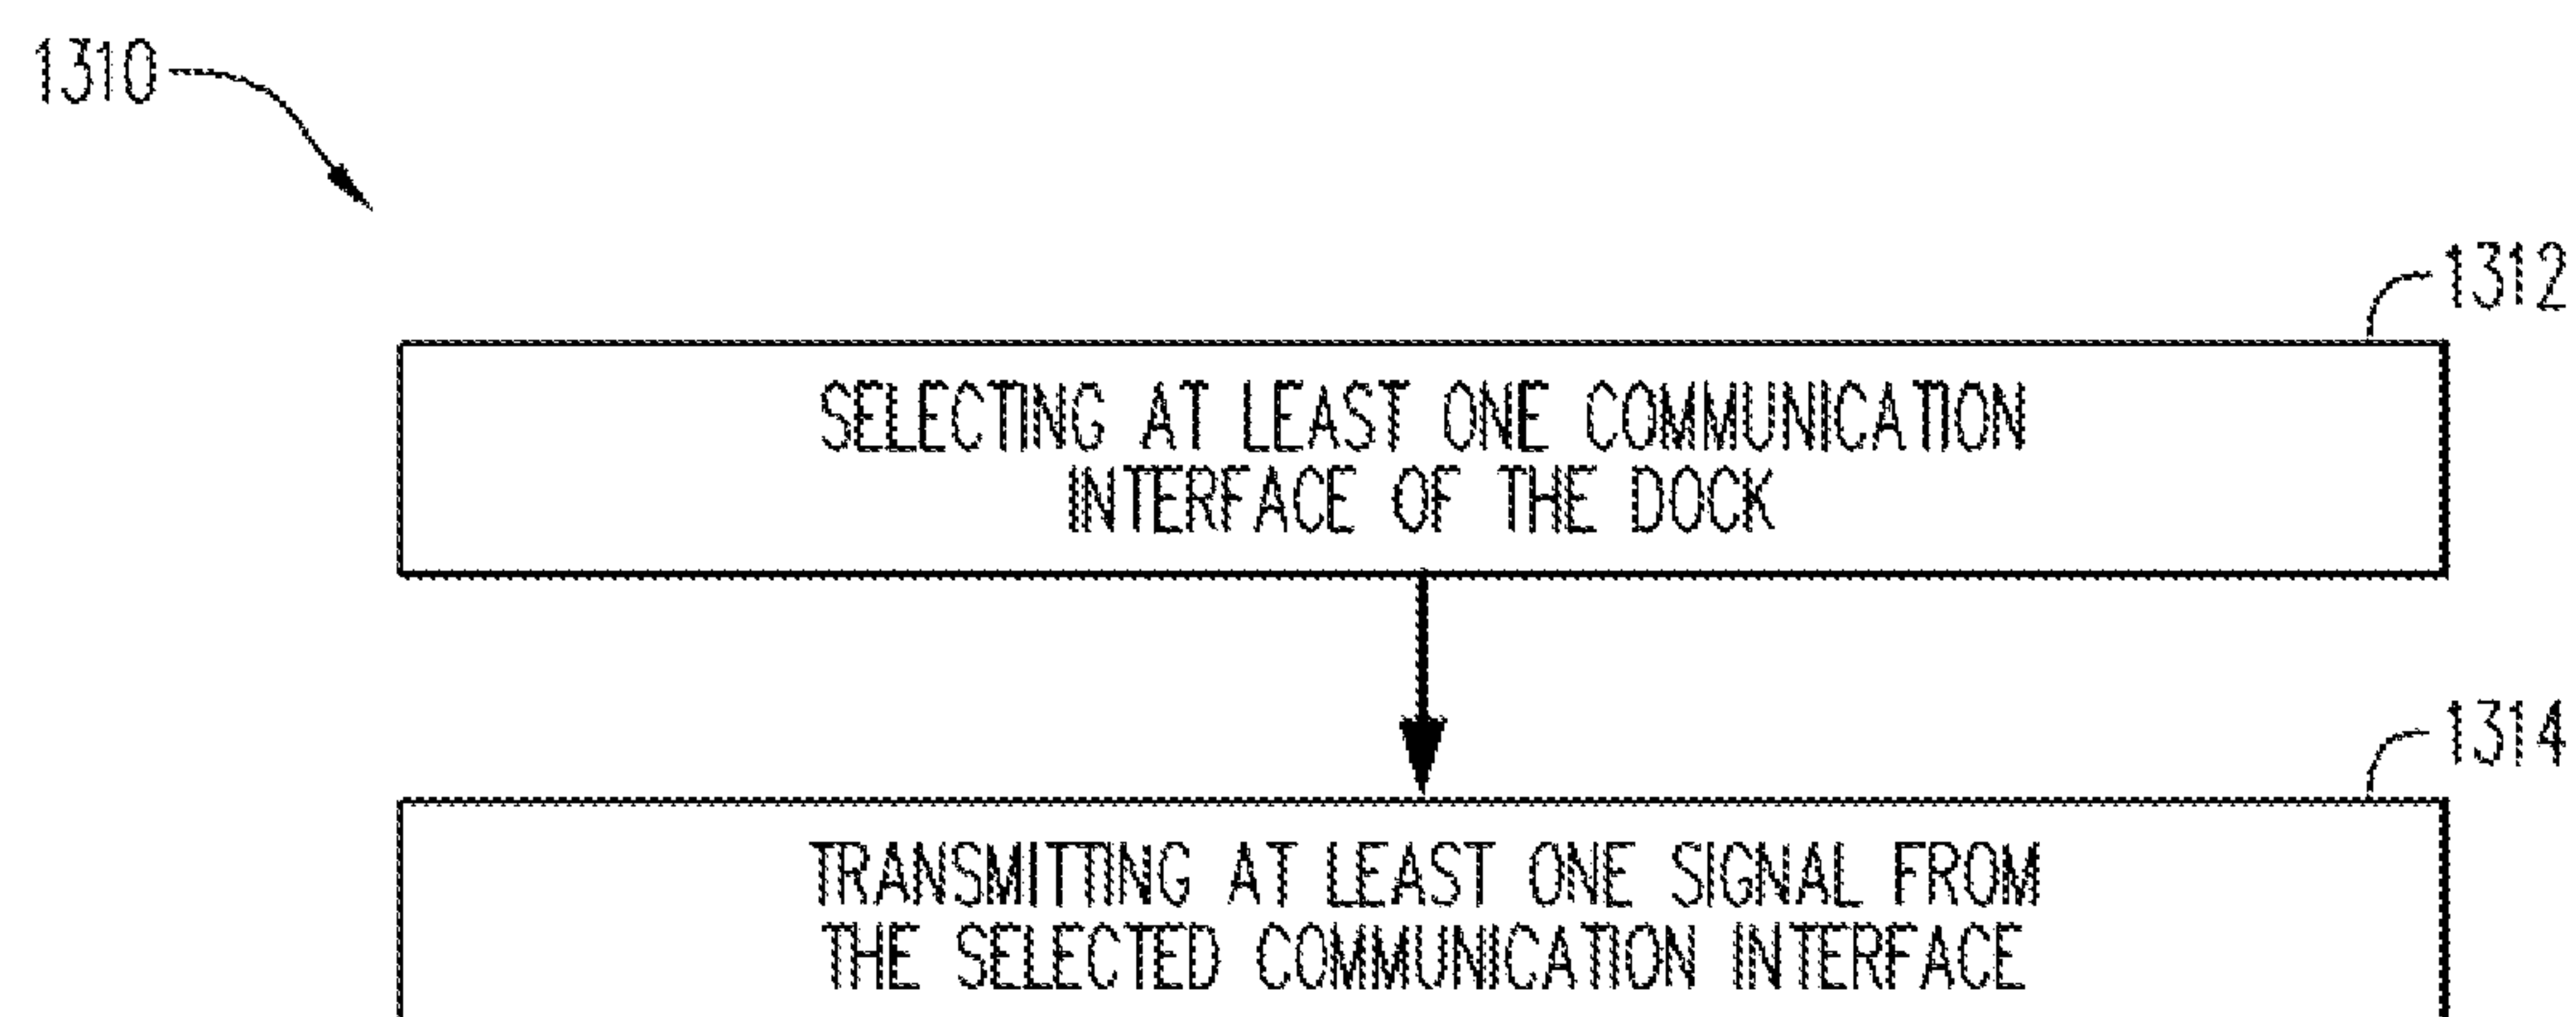 1310
1312
SELECTING AT LEAST ONE COMMUNICATION
INTERFACE OF THE DOCK
1314
TRANSMITTING AT LEAST ONE SIGNAL FROM
THE SELECTED COMMUNICATION INTERFACE